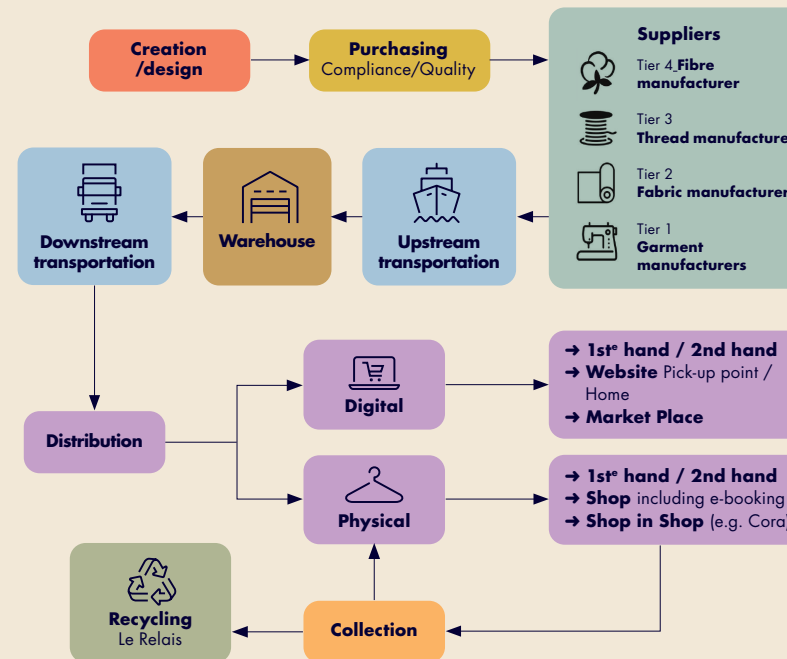 Creation
/design
Purchasing
Compliance/Quality
Suppliers
Tier 4_Fibre
manufacturer
Tier 3
Thread manufacture
Tier 2
Fabric manufacturer
Tier 1
Garment
manufacturers
Downstream
transportation
Warehouse
Upstream
transportation
Distribution
Digital
➔ 1stᵉ hand / 2nd hand
➔ Website Pick-up point /
Home
➔ Market Place
Physical
➔ 1stᵉ hand / 2nd hand
➔ Shop including e-booking
➔ Shop in Shop (e.g. Cora)
Recycling
Le Relais
Collection